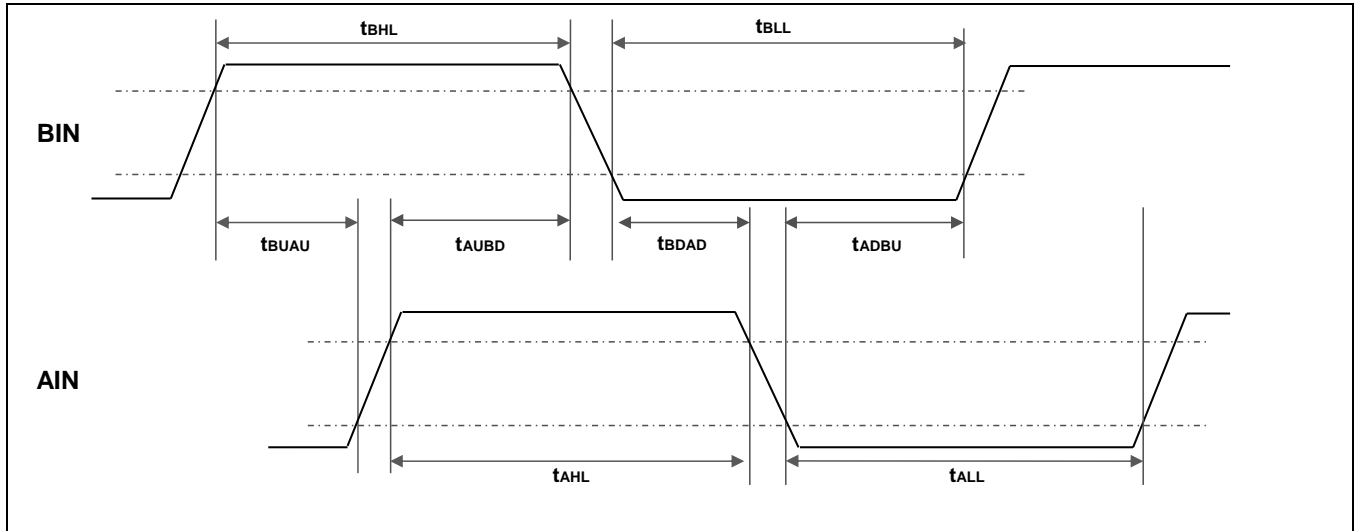 tBHL
tBLL
BIN
tBUAU
tAUBD
tBDAD
tADBU
AIN
tAHL
tALL